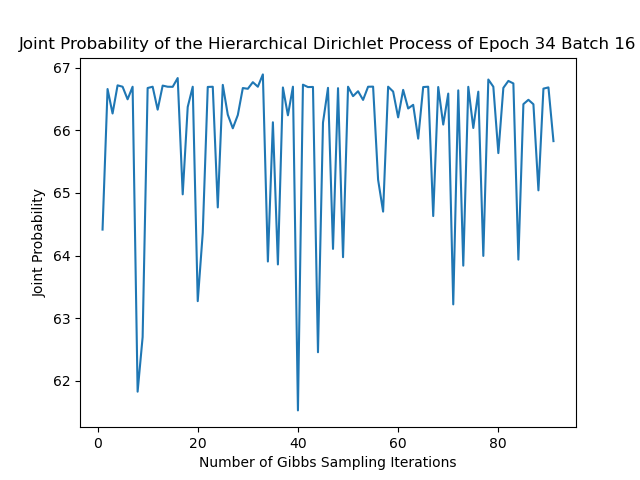 Joint Probability of the Hierarchical Dirichlet Process of Epoch 34 Batch 16
67
66
65
64
63
62
Joint Probability
0 20 40 60 80
Number of Gibbs Sampling Iterations